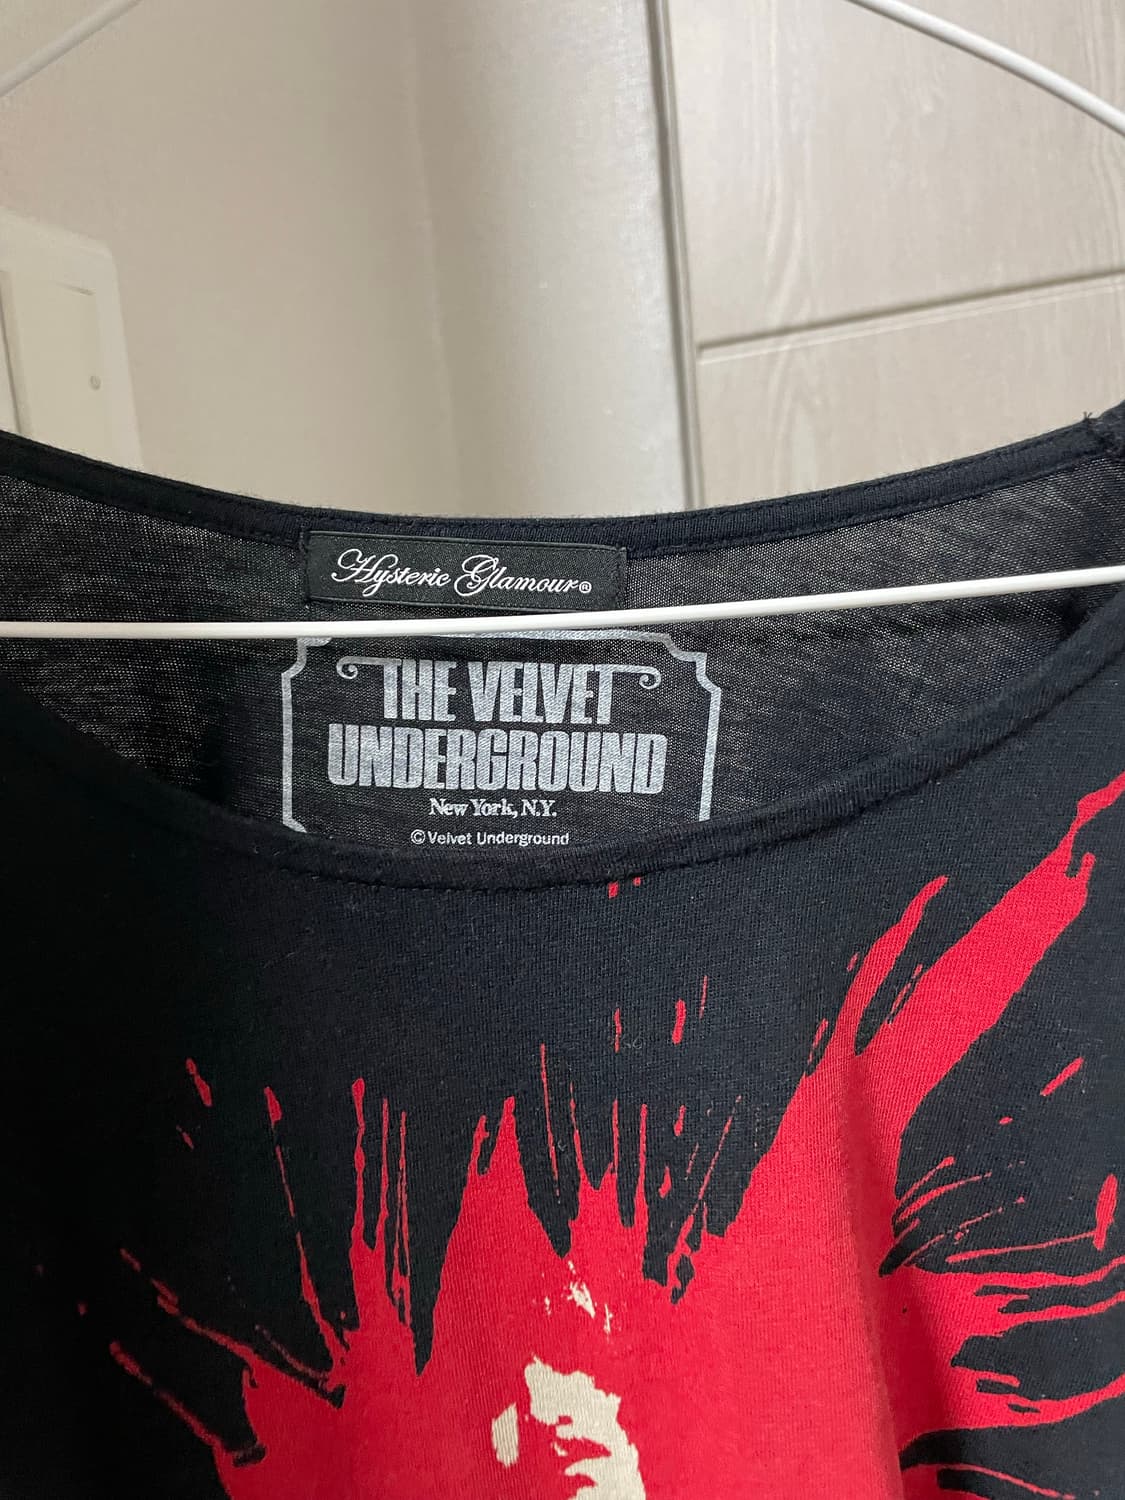 Hysteric Glamour®
THE VELVET
UNDERGROUND
New York, N.Y.
© Velvet Underground